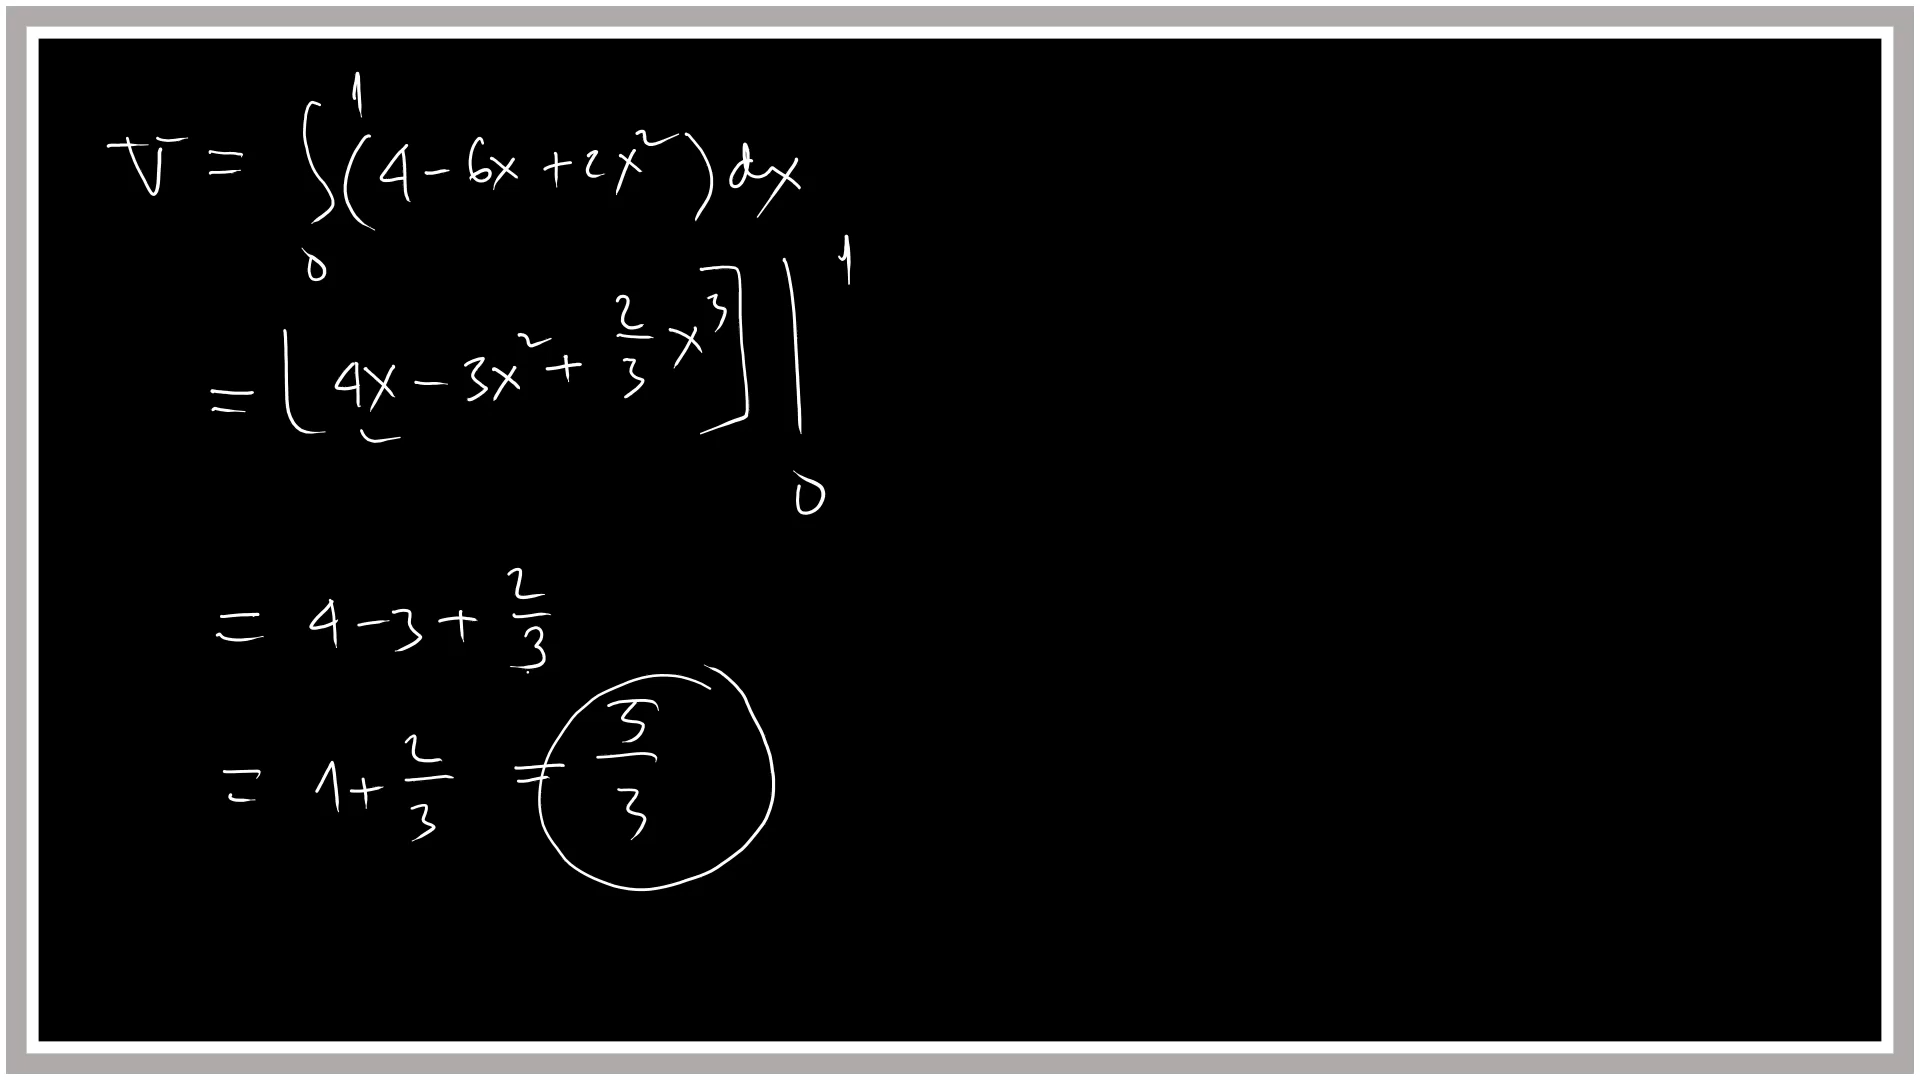 V = ∫₀¹ (4 - 6x + 2x²) dx
= [4x - 3x² + 2/3 x³] |₀¹
= 4 - 3 + 2/3
= 1 + 2/3 = 5/3